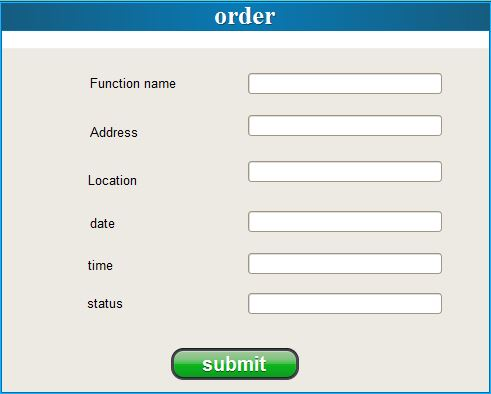 order
Function name
Address
Location
date
time
status
submit